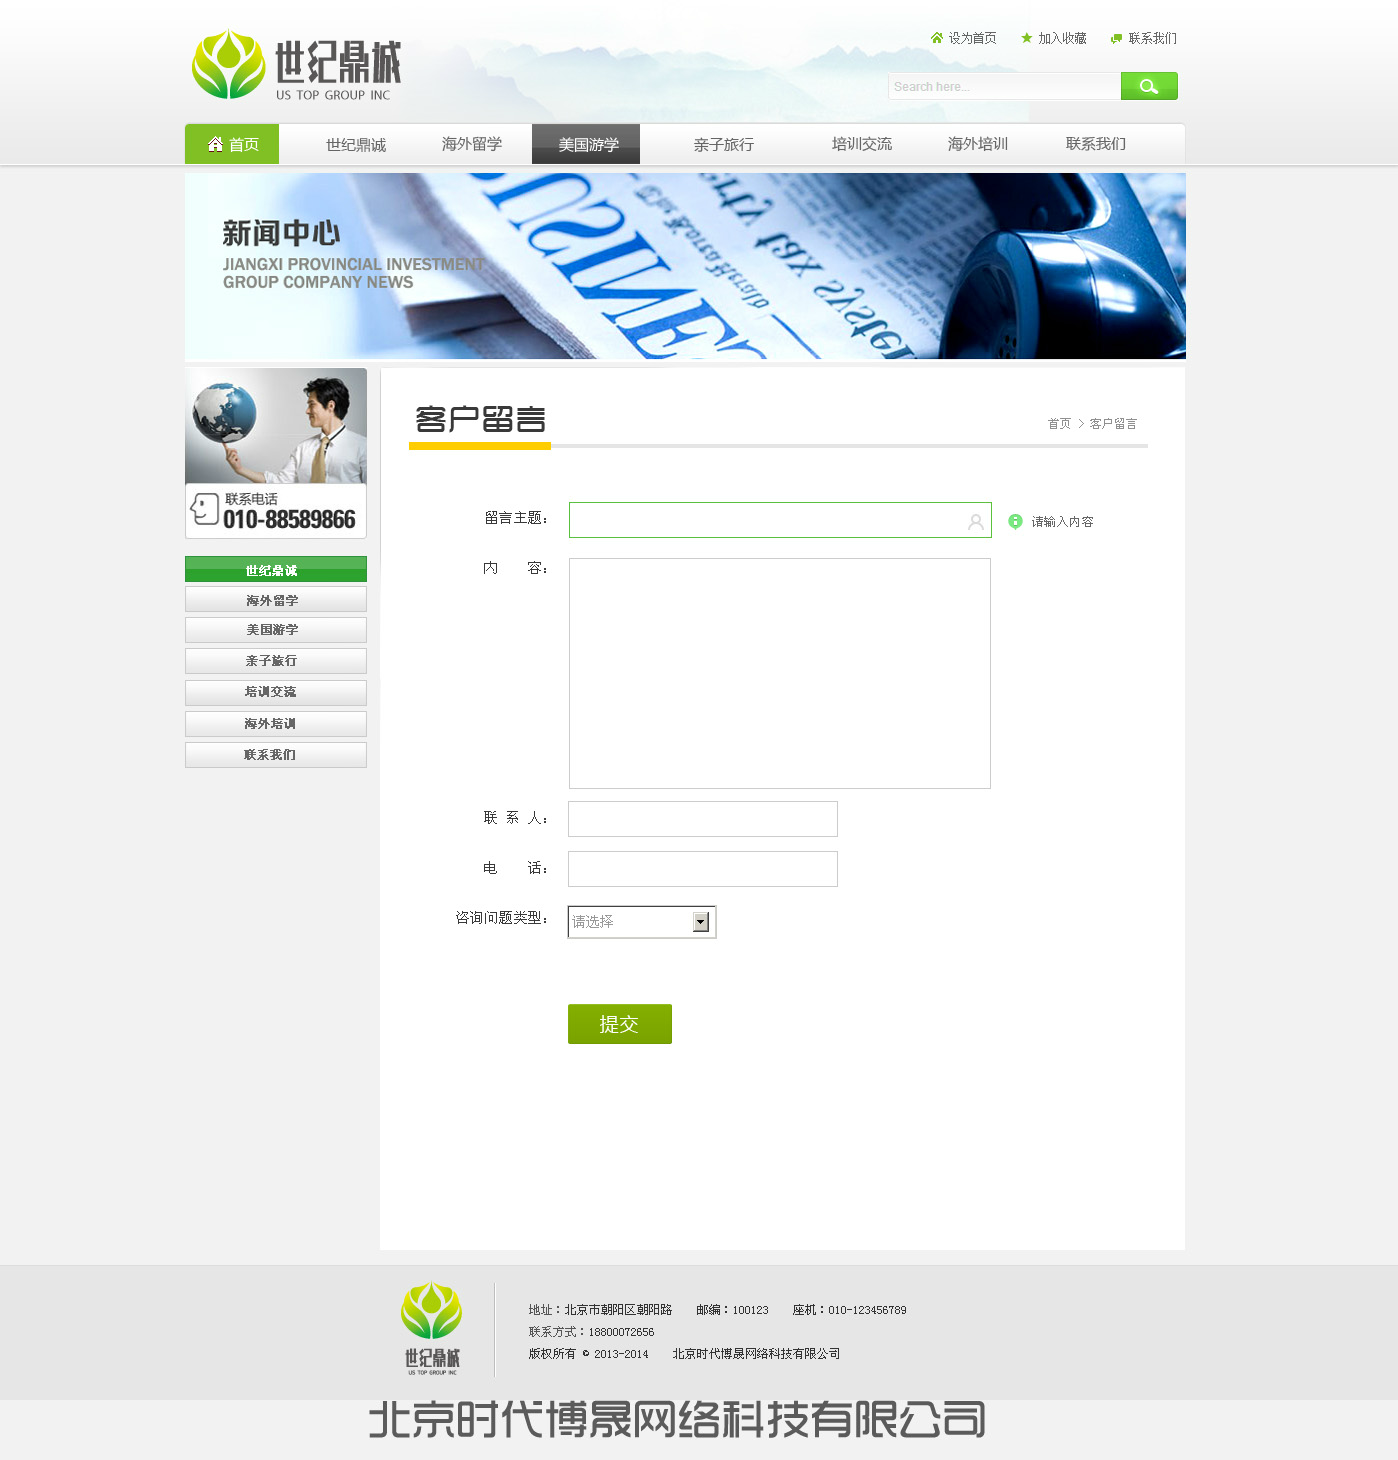 世纪鼎诚
US TOP GROUP INC
设为首页 加入收藏 联系我们
Search here...
首页 世纪鼎诚 海外留学 美国游学 亲子旅行 培训交流 海外培训 联系我们
新闻中心
JIANGXI PROVINCIAL INVESTMENT
GROUP COMPANY NEWS
tax system
联系电话
010-88589866
世纪鼎诚
海外留学
美国游学
亲子旅行
培训交流
海外培训
联系我们
客户留言
首页 > 客户留言
留言主题：
请输入内容
内 容：
联 系 人：
电 话：
咨询问题类型：
请选择
提交
世纪鼎诚
US TOP GROUP INC
地址：北京市朝阳区朝阳路 邮编：100123 座机：010-123456789
联系方式：18800072656
版权所有 © 2013-2014 北京时代博晟网络科技有限公司
北京时代博晟网络科技有限公司